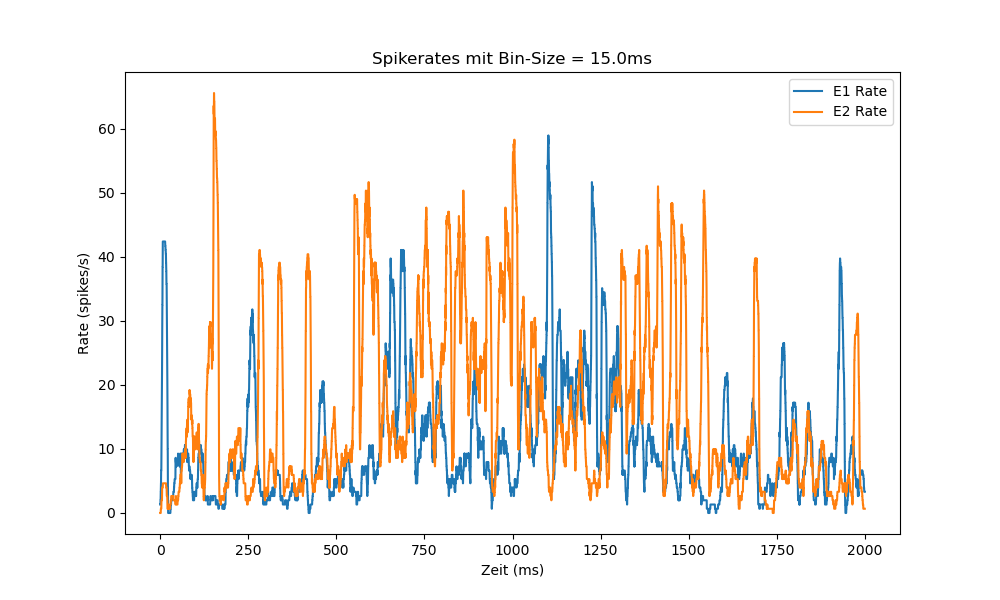 Spikerates mit Bin-Size = 15.0ms
E1 Rate
E2 Rate
60
50
40
30
20
10
0
Rate (spikes/s)
0 250 500 750 1000 1250 1500 1750 2000
Zeit (ms)